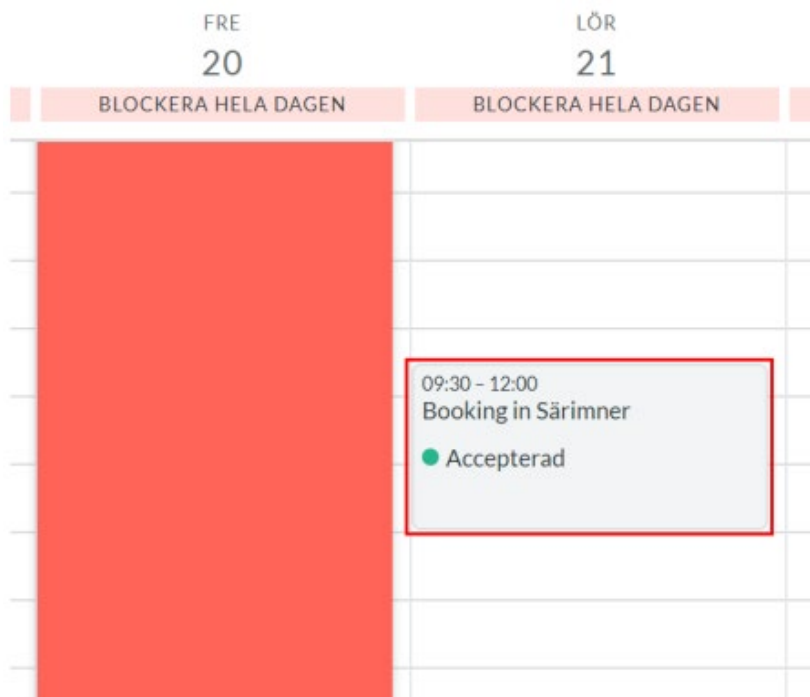 FRE
20
BLOCKERA HELA DAGEN
LÖR
21
BLOCKERA HELA DAGEN
09:30 – 12:00
Booking in Särimner
Accepterad